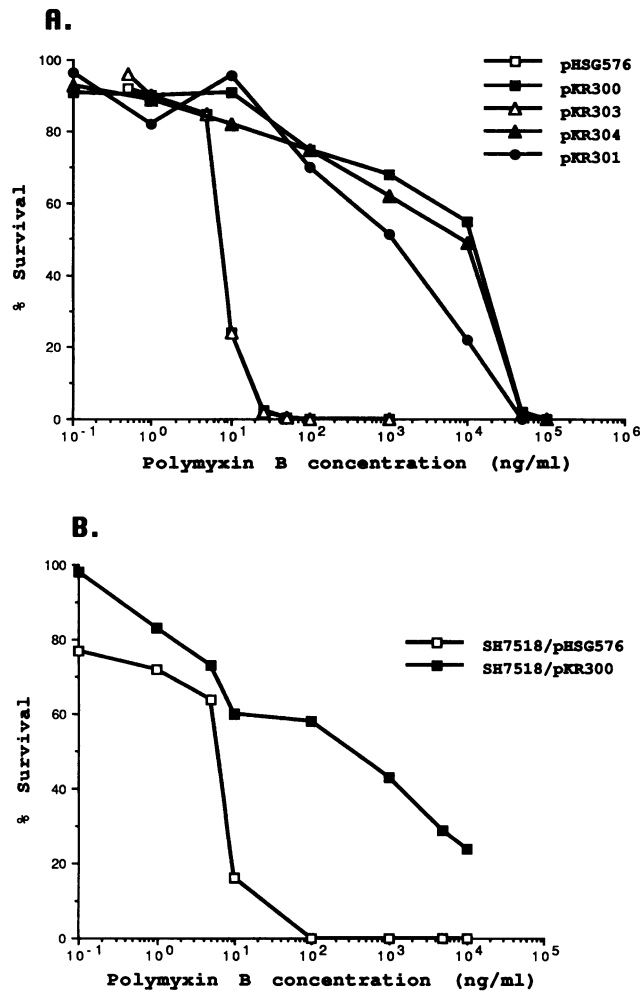 A.
100
80
60
40
20
0
% Survival
pHSG576
pKR300
pKR303
pKR304
pKR301
10-1 100 101 102 103 104 105 106
Polymyxin B concentration (ng/ml)
B.
100
80
60
40
20
0
% Survival
SH7518/pHSG576
SH7518/pKR300
10-1 100 101 102 103 104 105
Polymyxin B concentration (ng/ml)